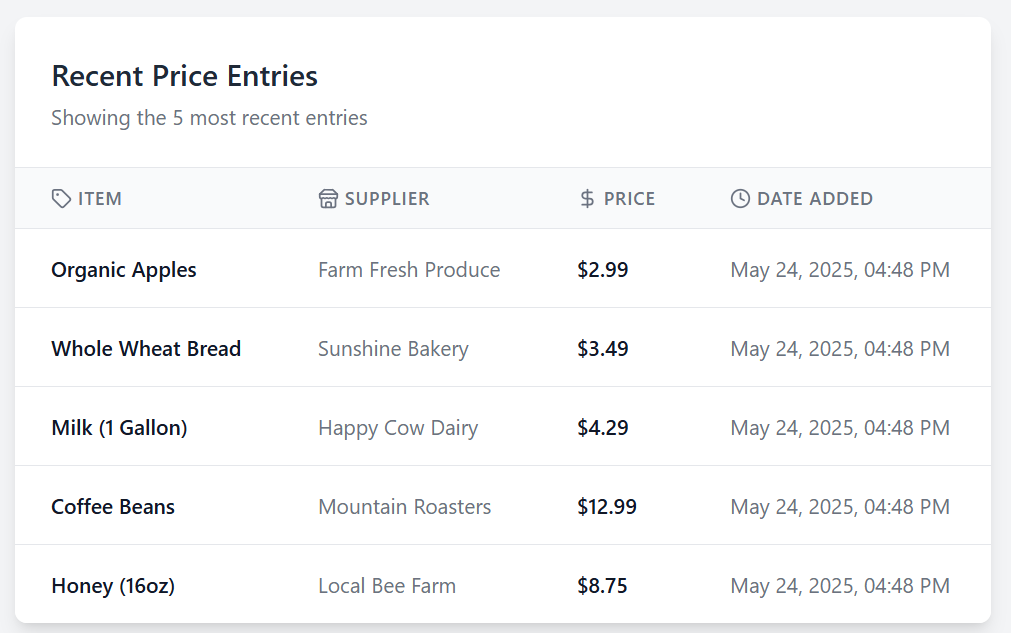 Recent Price Entries
Showing the 5 most recent entries
ITEM SUPPLIER PRICE DATE ADDED
Organic Apples Farm Fresh Produce $2.99 May 24, 2025, 04:48 PM
Whole Wheat Bread Sunshine Bakery $3.49 May 24, 2025, 04:48 PM
Milk (1 Gallon) Happy Cow Dairy $4.29 May 24, 2025, 04:48 PM
Coffee Beans Mountain Roasters $12.99 May 24, 2025, 04:48 PM
Honey (16oz) Local Bee Farm $8.75 May 24, 2025, 04:48 PM